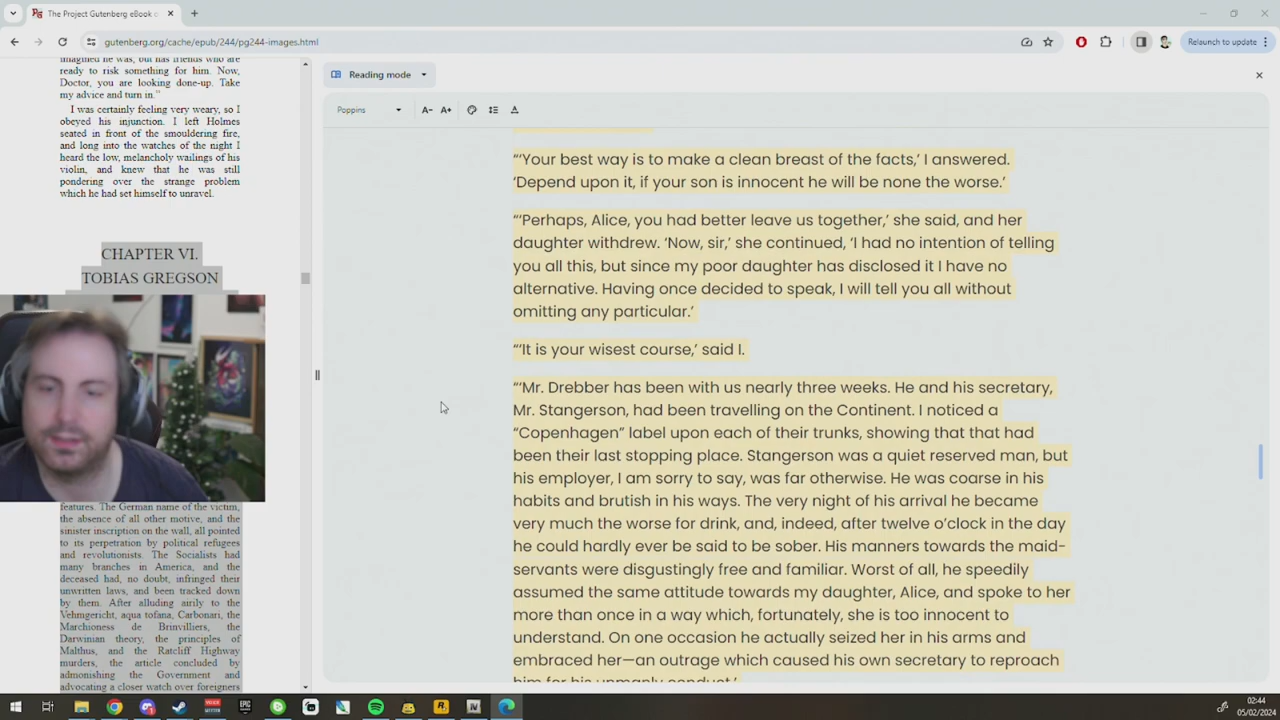 The Project Gutenberg eBook o
gutenberg.org/cache/epub/244/pg244-images.html
Relaunch to update
imagined he was, but has friends who are
ready to risk something for him. Now,
Doctor, you are looking done-up. Take
my advice and turn in.”
I was certainly feeling very weary, so I
obeyed his injunction. I left Holmes
seated in front of the smouldering fire,
and long into the watches of the night I
heard the low, melancholy wailings of his
violin, and knew that he was still
pondering over the strange problem
which he had set himself to unravel.
CHAPTER VI.
TOBIAS GREGSON
features. The German name of the victim,
the absence of all other motive, and the
sinister inscription on the wall, all pointed
to its perpetration by political refugees
and revolutionists. The Socialists had
many branches in America, and the
deceased had, no doubt, infringed their
unwritten laws, and been tracked down
by them. After alluding airily to the
Vehmgericht, aqua tofana, Carbonari, the
Marchioness de Brinvilliers, the
Darwinian theory, the principles of
Malthus, and the Ratcliff Highway
murders, the article concluded by
admonishing the Government and
advocating a closer watch over foreigners
Reading mode
Poppins
A-
A+
“‘Your best way is to make a clean breast of the facts,’ I answered.
‘Depend upon it, if your son is innocent he will be none the worse.’
“‘Perhaps, Alice, you had better leave us together,’ she said, and her
daughter withdrew. ‘Now, sir,’ she continued, ‘I had no intention of telling
you all this, but since my poor daughter has disclosed it I have no
alternative. Having once decided to speak, I will tell you all without
omitting any particular.’
“‘It is your wisest course,’ said I.
“‘Mr. Drebber has been with us nearly three weeks. He and his secretary,
Mr. Stangerson, had been travelling on the Continent. I noticed a
“Copenhagen” label upon each of their trunks, showing that that had
been their last stopping place. Stangerson was a quiet reserved man, but
his employer, I am sorry to say, was far otherwise. He was coarse in his
habits and brutish in his ways. The very night of his arrival he became
very much the worse for drink, and, indeed, after twelve o’clock in the day
he could hardly ever be said to be sober. His manners towards the maid-
servants were disgustingly free and familiar. Worst of all, he speedily
assumed the same attitude towards my daughter, Alice, and spoke to her
more than once in a way which, fortunately, she is too innocent to
understand. On one occasion he actually seized her in his arms and
embraced her—an outrage which caused his own secretary to reproach
him for his unmanly conduct.’
02:44
05/02/2024